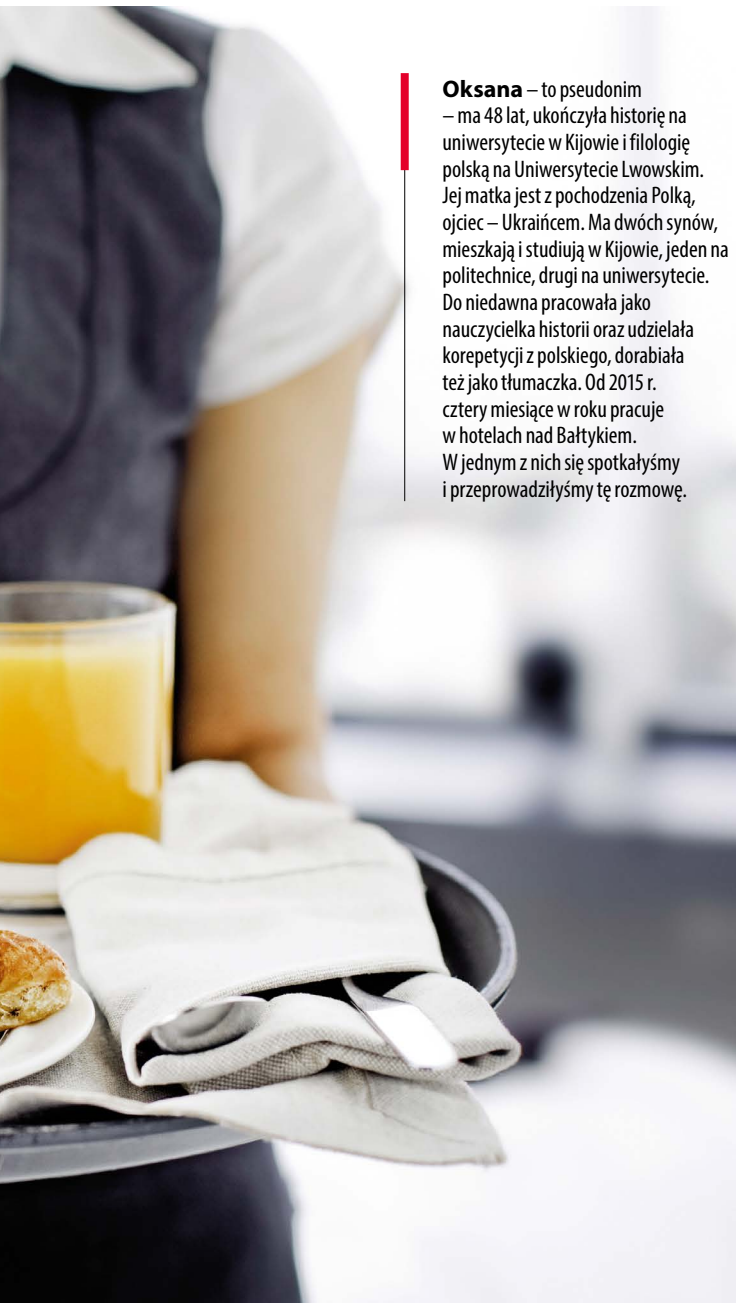 Oksana – to pseudonim
– ma 48 lat, ukończyła historię na
uniwersytecie w Kijowie i filologię
polską na Uniwersytecie Lwowskim.
Jej matka jest z pochodzenia Polką,
ojciec – Ukraińcem. Ma dwóch synów,
mieszkają i studiują w Kijowie, jeden na
politechnice, drugi na uniwersytecie.
Do niedawna pracowała jako
nauczycielka historii oraz udzielała
korepetycji z polskiego, dorabiała
też jako tłumaczka. Od 2015 r.
cztery miesiące w roku pracuje
w hotelach nad Bałtykiem.
W jednym z nich się spotkałyśmy
i przeprowadziłyśmy tę rozmowę.